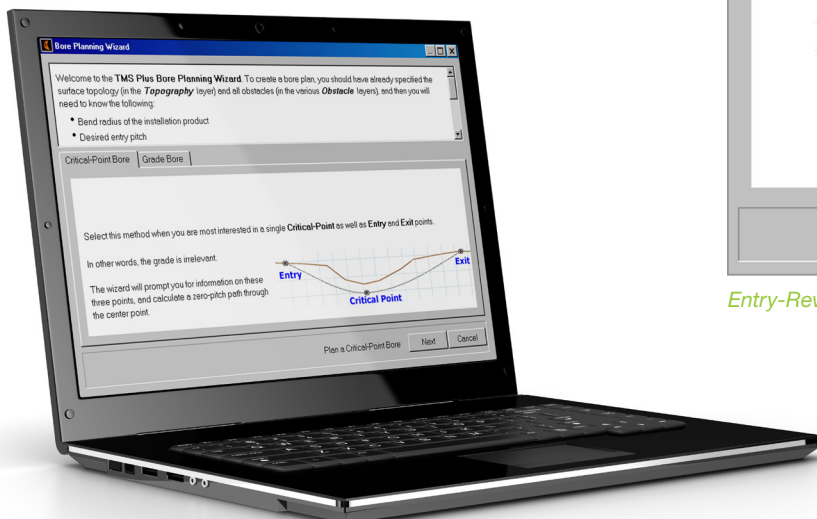 Bore Planning Wizard
Welcome to the TMS Plus Bore Planning Wizard. To create a bore plan, you should have already specified the
surface topology (in the Topography layer) and all obstacles (in the various Obstacle layers), and then you will
need to know the following:
• Bend radius of the installation product
• Desired entry pitch
Critical-Point Bore
Grade Bore
Select this method when you are most interested in a single Critical-Point as well as Entry and Exit points.
In other words, the grade is irrelevant.
The wizard will prompt you for information on these
three points, and calculate a zero-pitch path through
the center point.
Entry
Critical Point
Exit
Plan a Critical-Point Bore
Next
Cancel
Entry-Rev